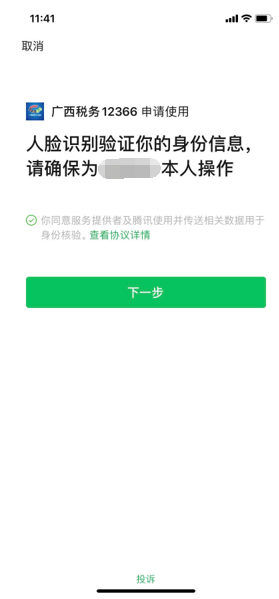 11:41
取消
广西税务12366 申请使用
人脸识别验证你的身份信息，
请确保为 本人操作
你同意服务提供者及腾讯使用并传送相关数据用于
身份核验。查看协议详情
下一步
投诉